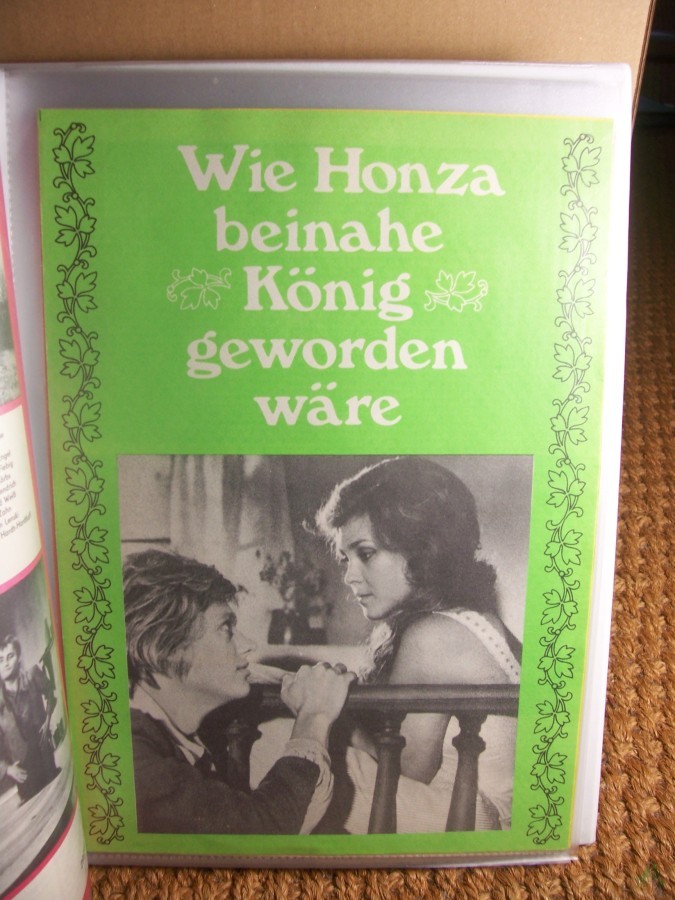 Wie Honza
beinahe
König
geworden
wäre